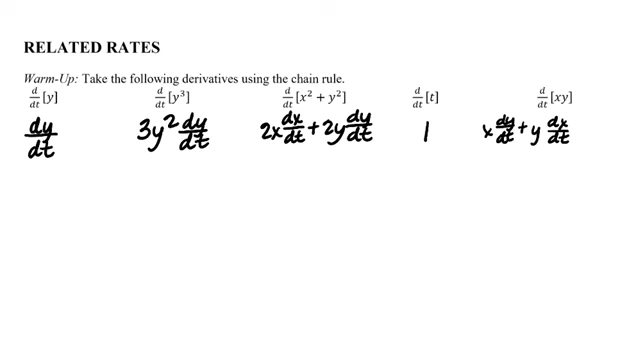 RELATED RATES
Warm-Up: Take the following derivatives using the chain rule.
d/dt [y] d/dt [y³] d/dt [x² + y²] d/dt [t] d/dt [xy]
dy/dt 3y² dy/dt 2x dx/dt + 2y dy/dt 1 x dy/dt + y dx/dt